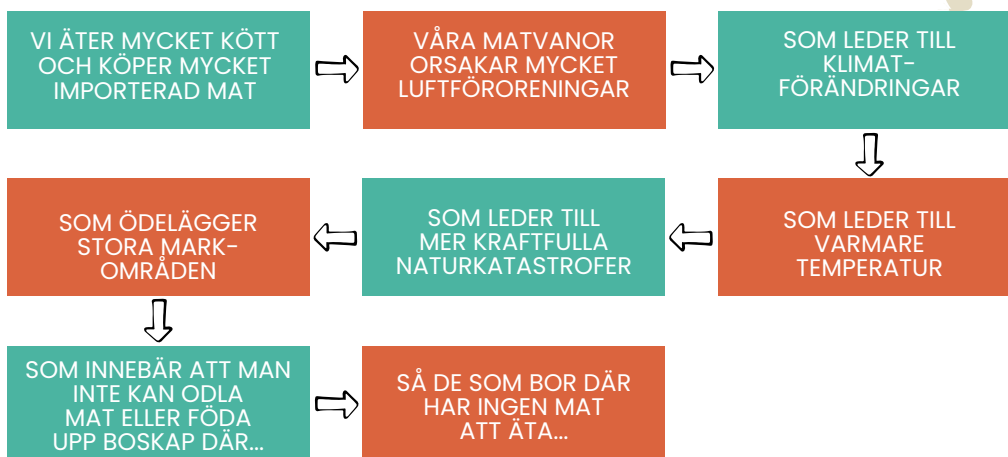 VI ÄTER MYCKET KÖTT
OCH KÖPER MYCKET
IMPORTERAD MAT
VÅRA MATVANOR
ORSAKAR MYCKET
LUFTFÖRORENINGAR
SOM LEDER TILL
KLIMAT-
FÖRÄNDRINGAR
SOM LEDER TILL
VARMARE
TEMPERATUR
SOM LEDER TILL
MER KRAFTFULLA
NATURKATASTROFER
SOM ÖDELÄGGER
STORA MARK-
OMRÅDEN
SOM INNEBÄR ATT MAN
INTE KAN ODLA
MAT ELLER FÖDA
UPP BOSKAP DÄR...
SÅ DE SOM BOR DÄR
HAR INGEN MAT
ATT ÄTA...